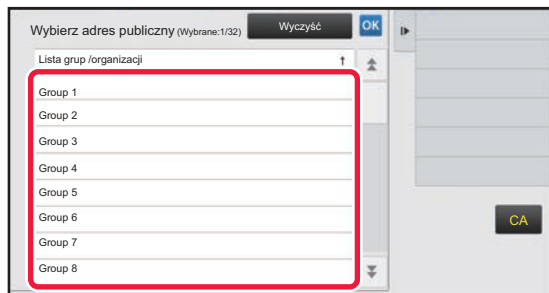 Wybierz adres publiczny (Wybrane:1/32) Wyczyść OK
Lista grup /organizacji ↑
Group 1
Group 2
Group 3
Group 4
Group 5
Group 6
Group 7
Group 8
CA